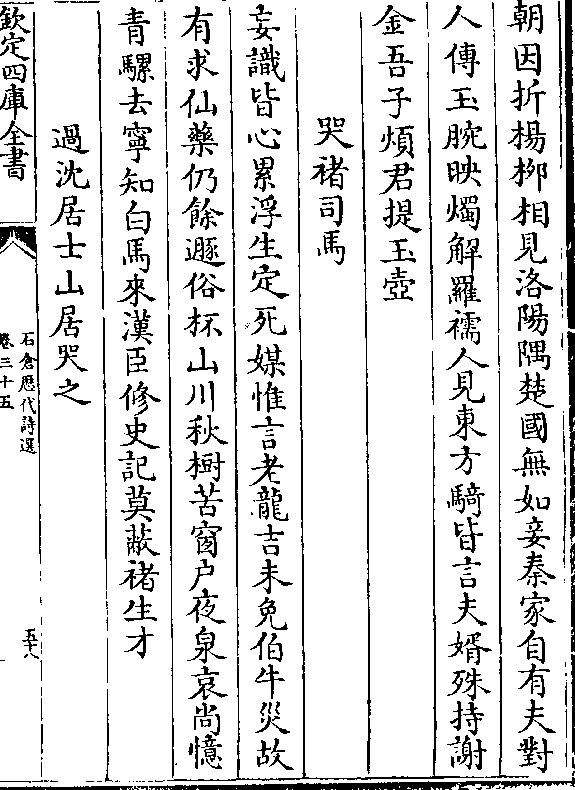 朝因折楊柳相見洛陽隅楚國無如妾秦家自有夫對
人傳玉腕映燭解羅襦人見東方騎皆言夫婿殊持謝
金吾子煩君提玉壺
哭褚司馬
妄識皆心累浮生定死媒惟言老龍吉未免伯牛災故
有求仙藥仍餘遯俗杯山川秋樹苦窗戶夜泉哀尚憶
青騾去寧知白馬來漢臣修史記莫蔽褚生才
過沈居士山居哭之
欽定四庫全書
石倉歷代詩選
卷三十五
五十八